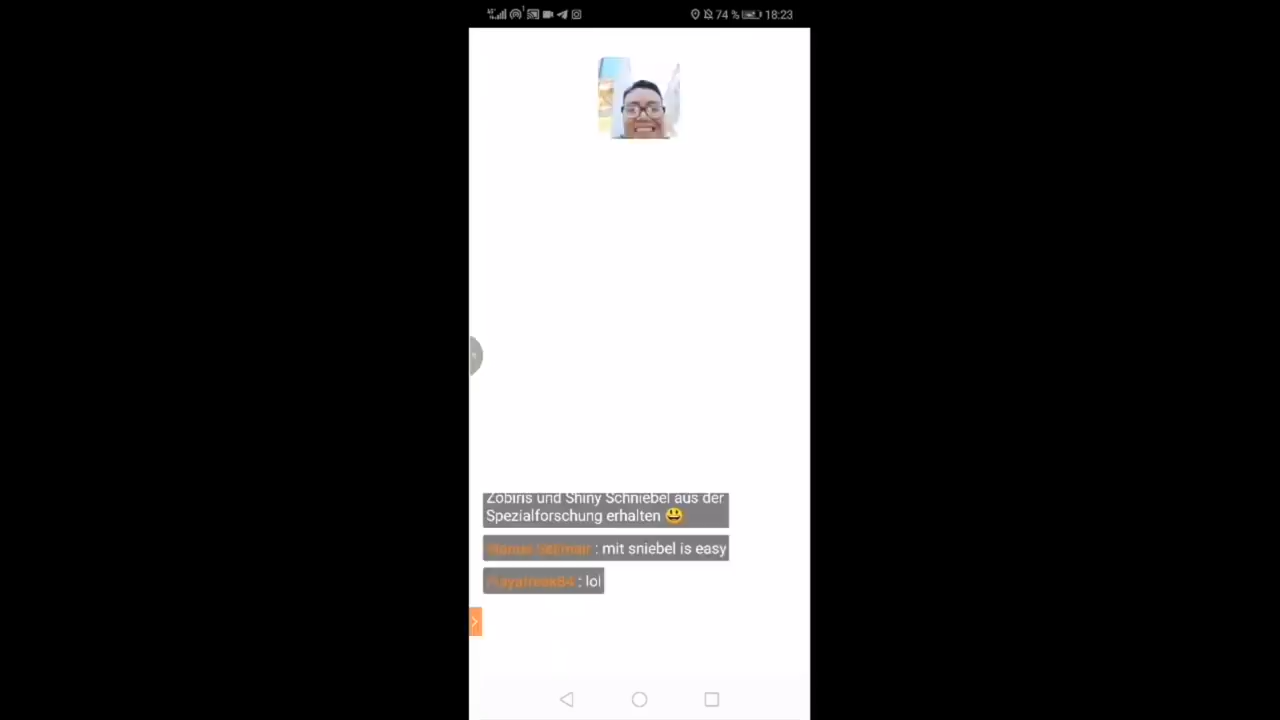 74 % 18:23
Zobiris und Shiny Schniebel aus der
Spezialforschung erhalten 😃
: mit sniebel is easy
: lol